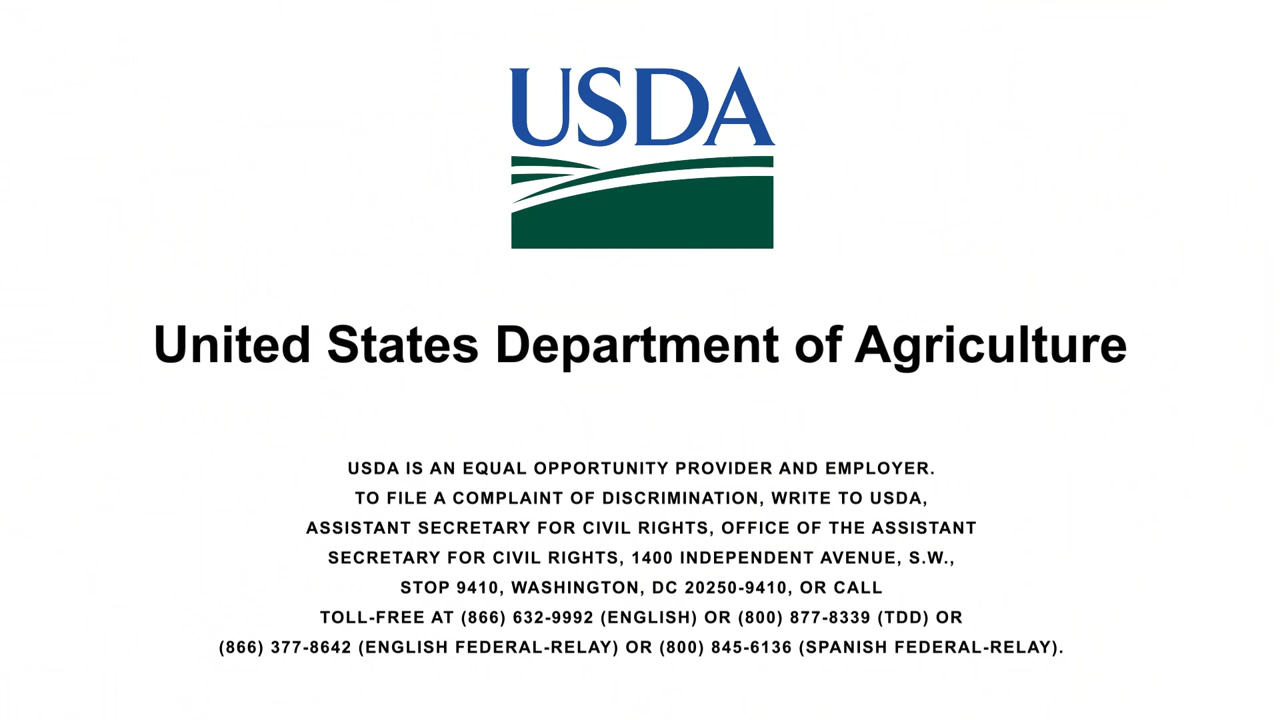 USDA
United States Department of Agriculture
USDA IS AN EQUAL OPPORTUNITY PROVIDER AND EMPLOYER.
TO FILE A COMPLAINT OF DISCRIMINATION, WRITE TO USDA,
ASSISTANT SECRETARY FOR CIVIL RIGHTS, OFFICE OF THE ASSISTANT
SECRETARY FOR CIVIL RIGHTS, 1400 INDEPENDENT AVENUE, S.W.,
STOP 9410, WASHINGTON, DC 20250-9410, OR CALL
TOLL-FREE AT (866) 632-9992 (ENGLISH) OR (800) 877-8339 (TDD) OR
(866) 377-8642 (ENGLISH FEDERAL-RELAY) OR (800) 845-6136 (SPANISH FEDERAL-RELAY).